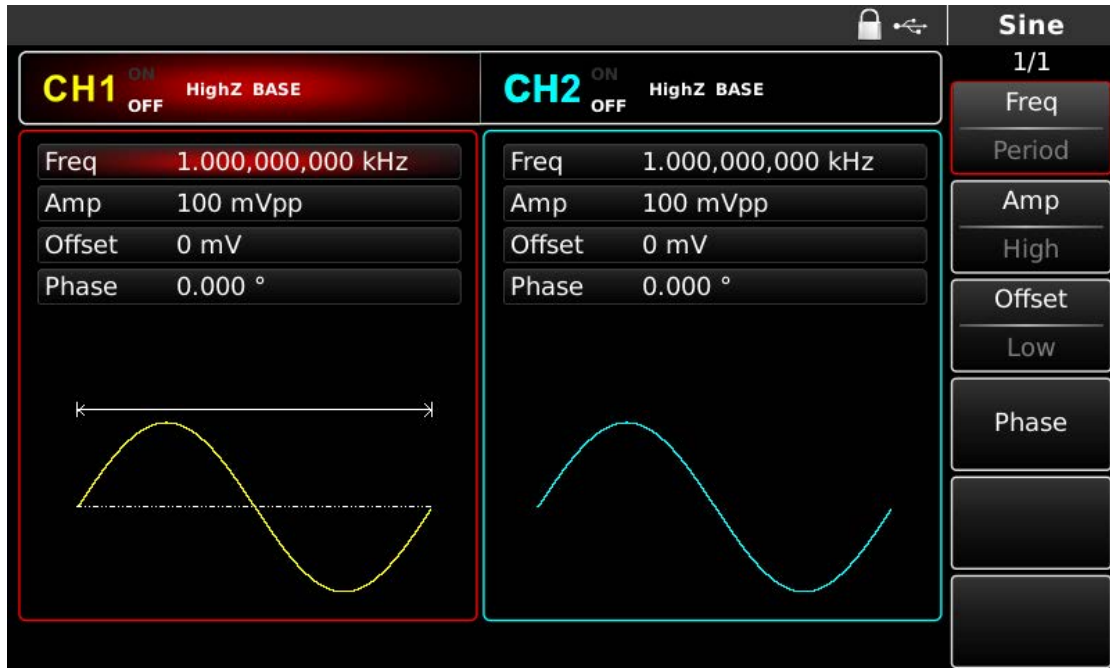 Sine
1/1
CH1 ON OFF HighZ BASE
CH2 ON OFF HighZ BASE
Freq 1.000,000,000 kHz
Amp 100 mVpp
Offset 0 mV
Phase 0.000 °
Freq 1.000,000,000 kHz
Amp 100 mVpp
Offset 0 mV
Phase 0.000 °
Freq
Period
Amp
High
Offset
Low
Phase